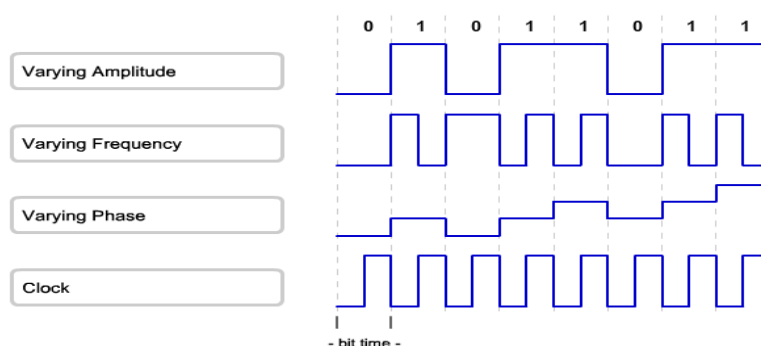 0 1 0 1 1 0 1 1
Varying Amplitude
Varying Frequency
Varying Phase
Clock
- bit time -